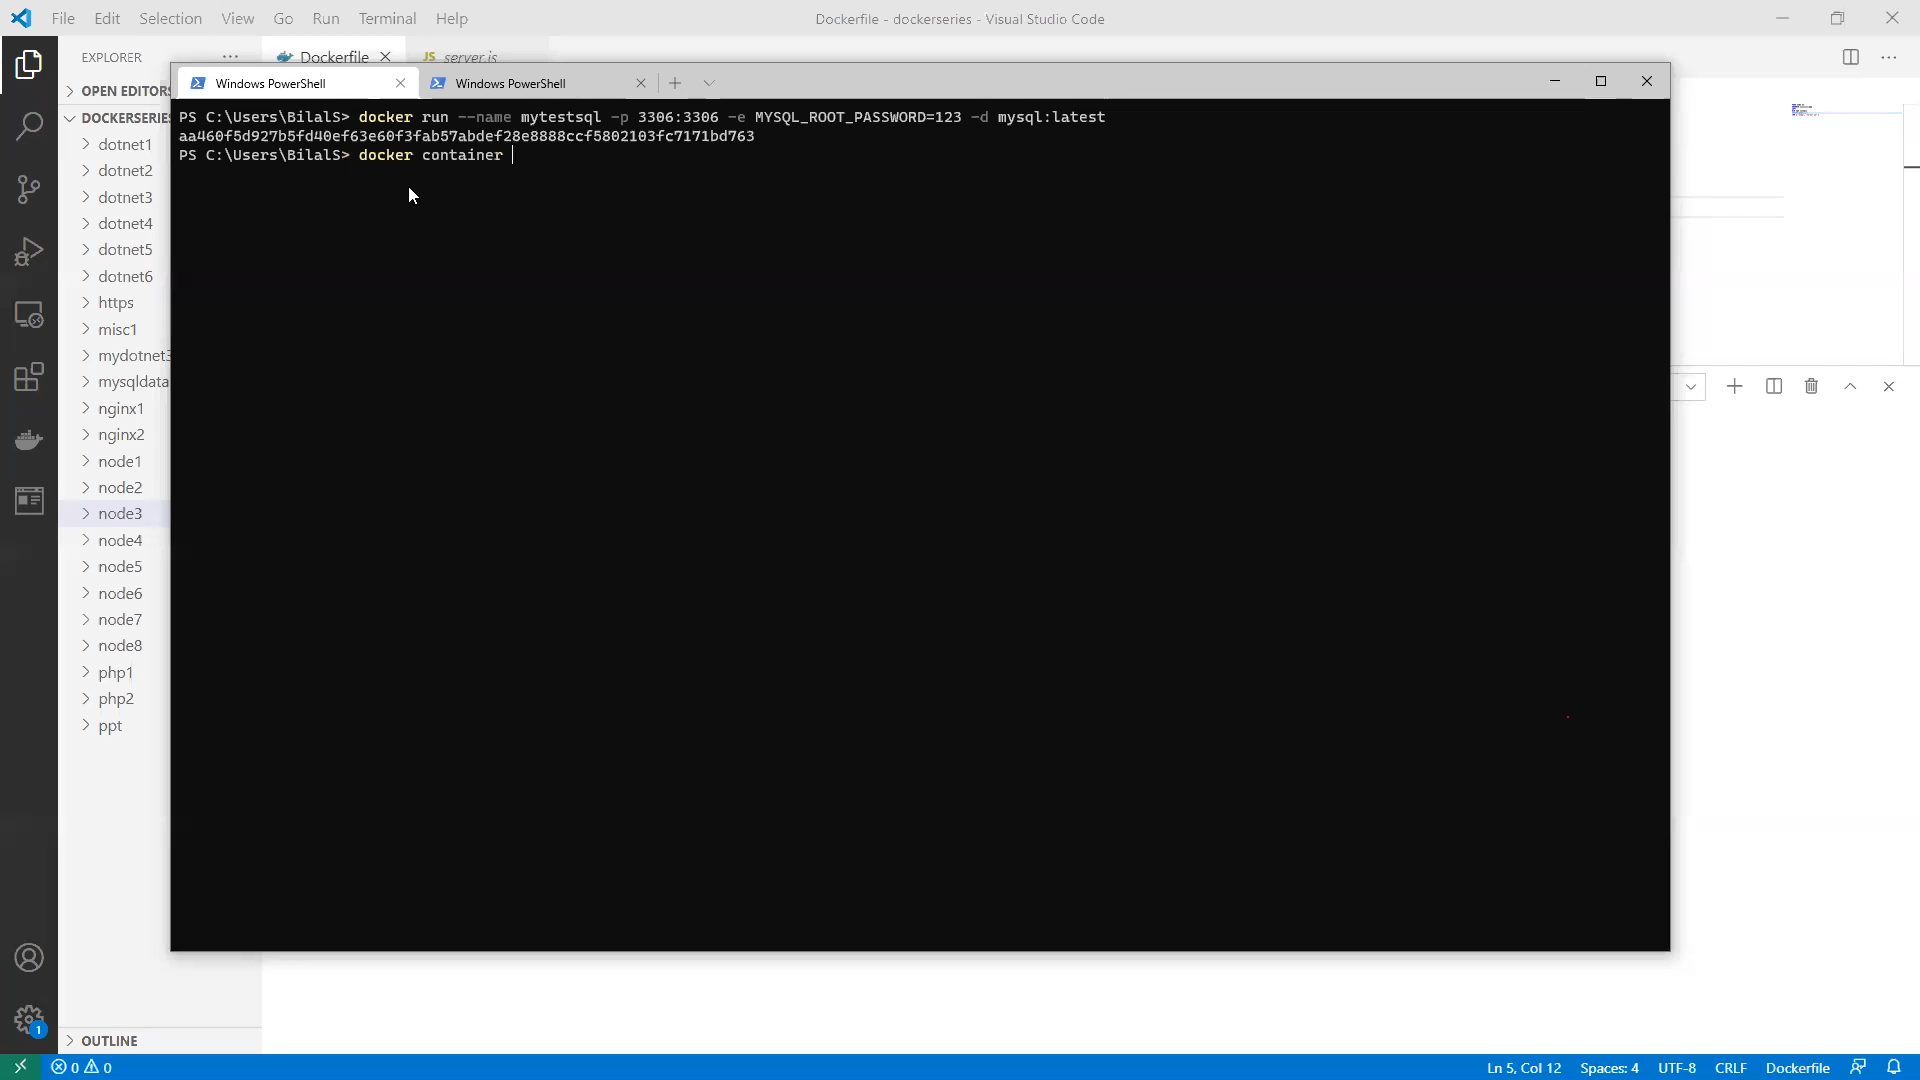 File Edit Selection View Go Run Terminal Help
Dockerfile - dockerseries - Visual Studio Code
EXPLORER
Dockerfile
JS server.js
OPEN EDITORS
DOCKERSERIES
dotnet1
dotnet2
dotnet3
dotnet4
dotnet5
dotnet6
https
misc1
mydotnet3
mysqldata
nginx1
nginx2
node1
node2
node3
node4
node5
node6
node7
node8
php1
php2
ppt
OUTLINE
Windows PowerShell
Windows PowerShell
PS C:\Users\BilalS> docker run --name mytestsql -p 3306:3306 -e MYSQL_ROOT_PASSWORD=123 -d mysql:latest
aa460f5d927b5fd40ef63e60f3fab57abdef28e8888ccf5802103fc7171bd763
PS C:\Users\BilalS> docker container
1
0 0
Ln 5, Col 12 Spaces: 4 UTF-8 CRLF Dockerfile